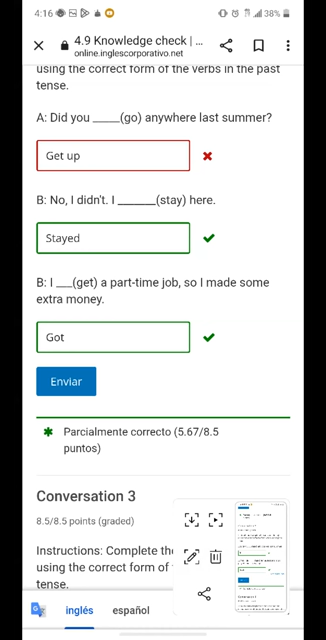 4:16
38%
4.9 Knowledge check | ...
online.inglescorporativo.net
using the correct form of the verbs in the past
tense.
A: Did you _____(go) anywhere last summer?
Get up
B: No, I didn't. I _______(stay) here.
Stayed
B: I ___(get) a part-time job, so I made some
extra money.
Got
Enviar
Parcialmente correcto (5.67/8.5
puntos)
Conversation 3
8.5/8.5 points (graded)
Instructions: Complete the
using the correct form of
tense.
inglés español